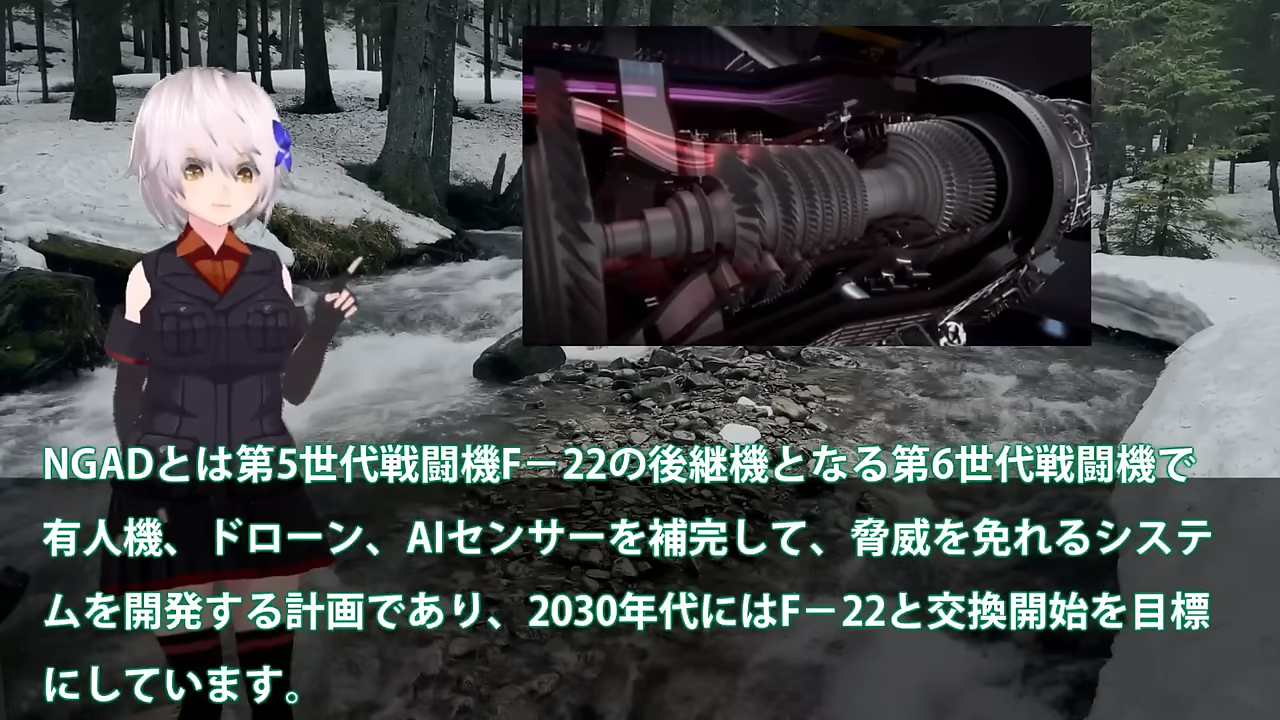 NGADとは第5世代戦闘機F－22の後継機となる第6世代戦闘機で
有人機、ドローン、AIセンサーを補完して、脅威を免れるシステ
ムを開発する計画であり、2030年代にはF－22と交換開始を目標
にしています。